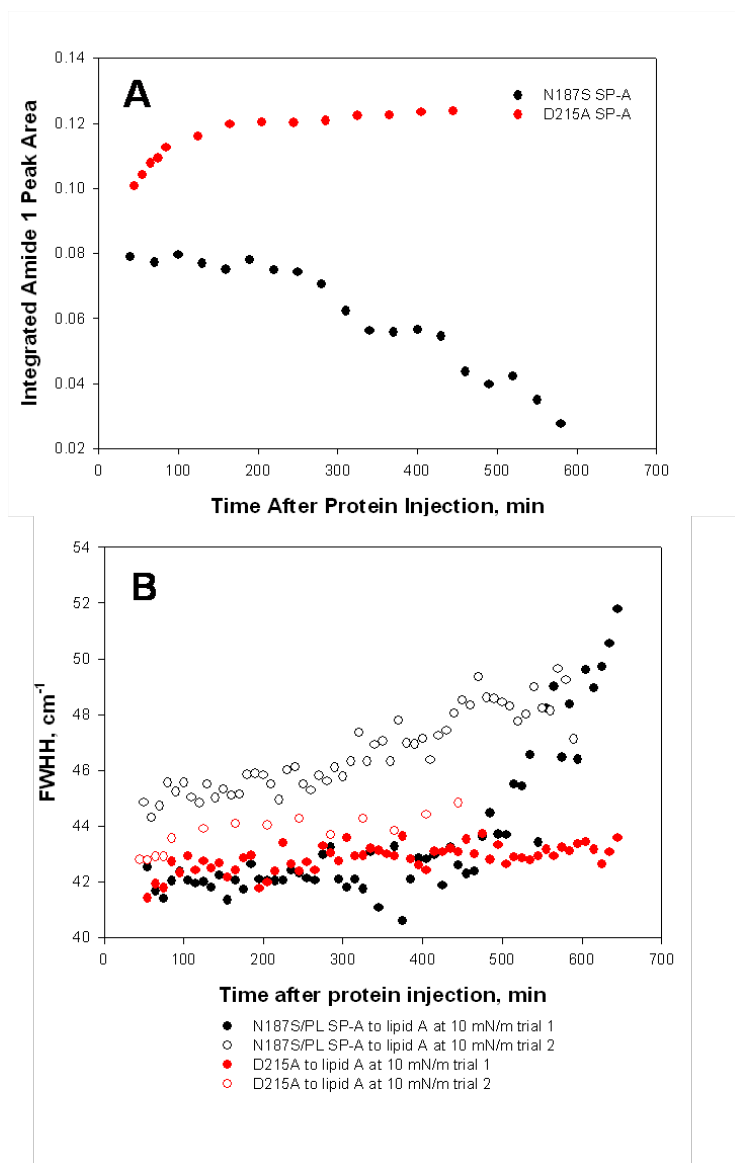 A
N187S SP-A
D215A SP-A
Integrated Amide 1 Peak Area
0.14
0.12
0.10
0.08
0.06
0.04
0.02
0 100 200 300 400 500 600 700
Time After Protein Injection, min
B
FWHH, cm-1
54
52
50
48
46
44
42
40
0 100 200 300 400 500 600 700
Time after protein injection, min
N187S/PL SP-A to lipid A at 10 mN/m trial 1
N187S/PL SP-A to lipid A at 10 mN/m trial 2
D215A to lipid A at 10 mN/m trial 1
D215A to lipid A at 10 mN/m trial 2